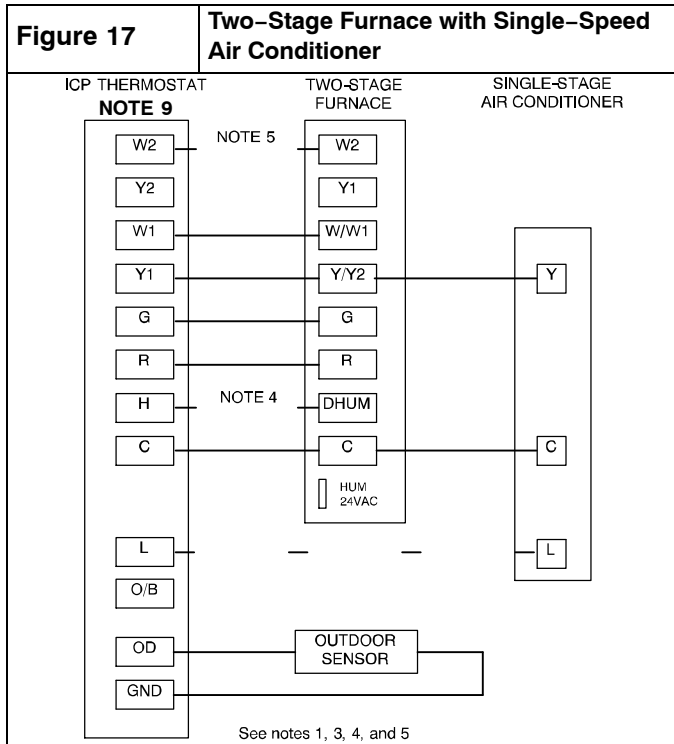 Figure 17
Two−Stage Furnace with Single−Speed
Air Conditioner
ICP THERMOSTAT
NOTE 9
TWO-STAGE
FURNACE
SINGLE-STAGE
AIR CONDITIONER
W2 NOTE 5 W2
Y2 Y1
W1 W/W1
Y1 Y/Y2 Y
G G
R R
H NOTE 4 DHUM
C C C
HUM
24VAC
L L
O/B
OD OUTDOOR
SENSOR
GND
See notes 1, 3, 4, and 5